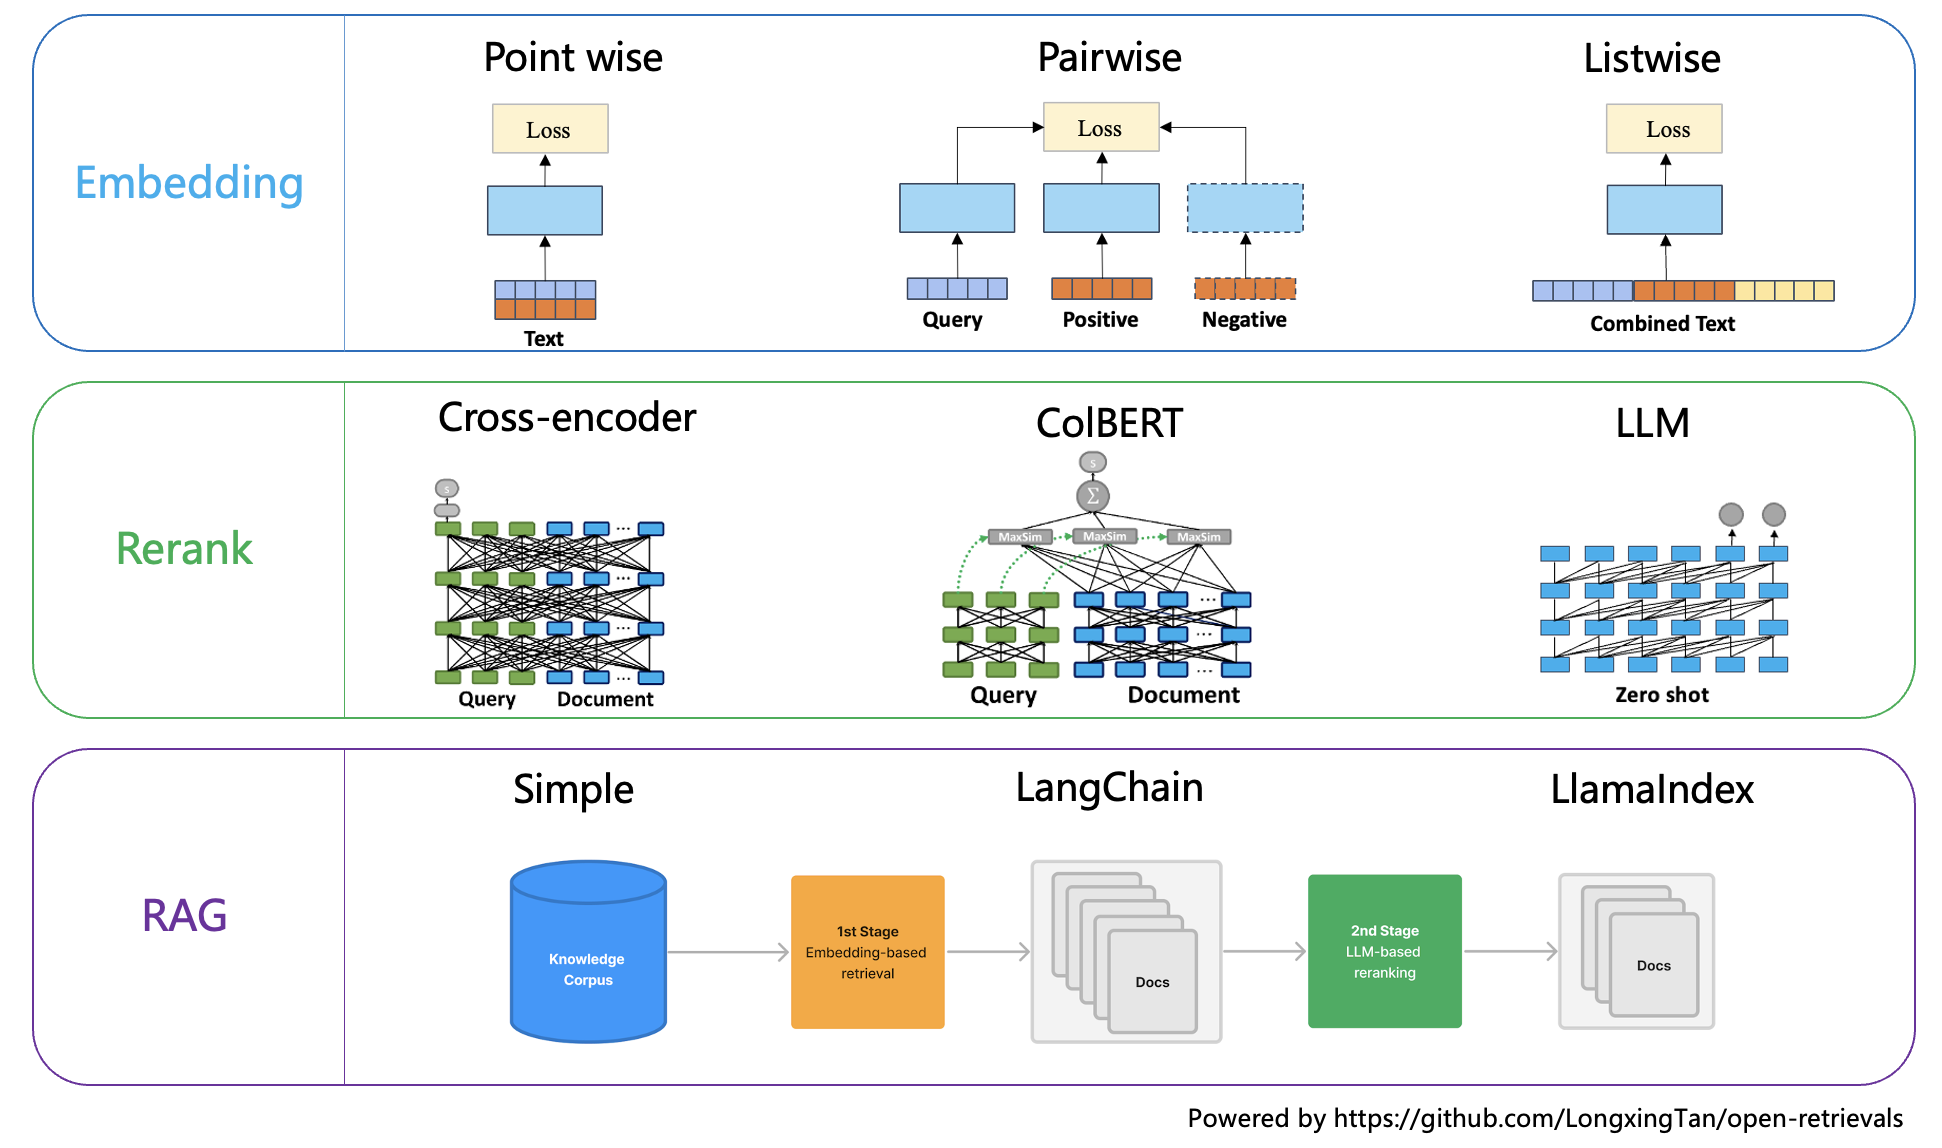 Embedding
Point wise
Loss
Text
Pairwise
Loss
Query
Positive
Negative
Listwise
Loss
Combined Text
Rerank
Cross-encoder
s
...
...
...
...
Query
Document
ColBERT
s
Σ
MaxSim
MaxSim
MaxSim
...
...
...
Query
Document
LLM
Zero shot
RAG
Simple
LangChain
LlamaIndex
Knowledge
Corpus
1st Stage
Embedding-based
retrieval
Docs
2nd Stage
LLM-based
reranking
Docs
Powered by https://github.com/LongxingTan/open-retrievals